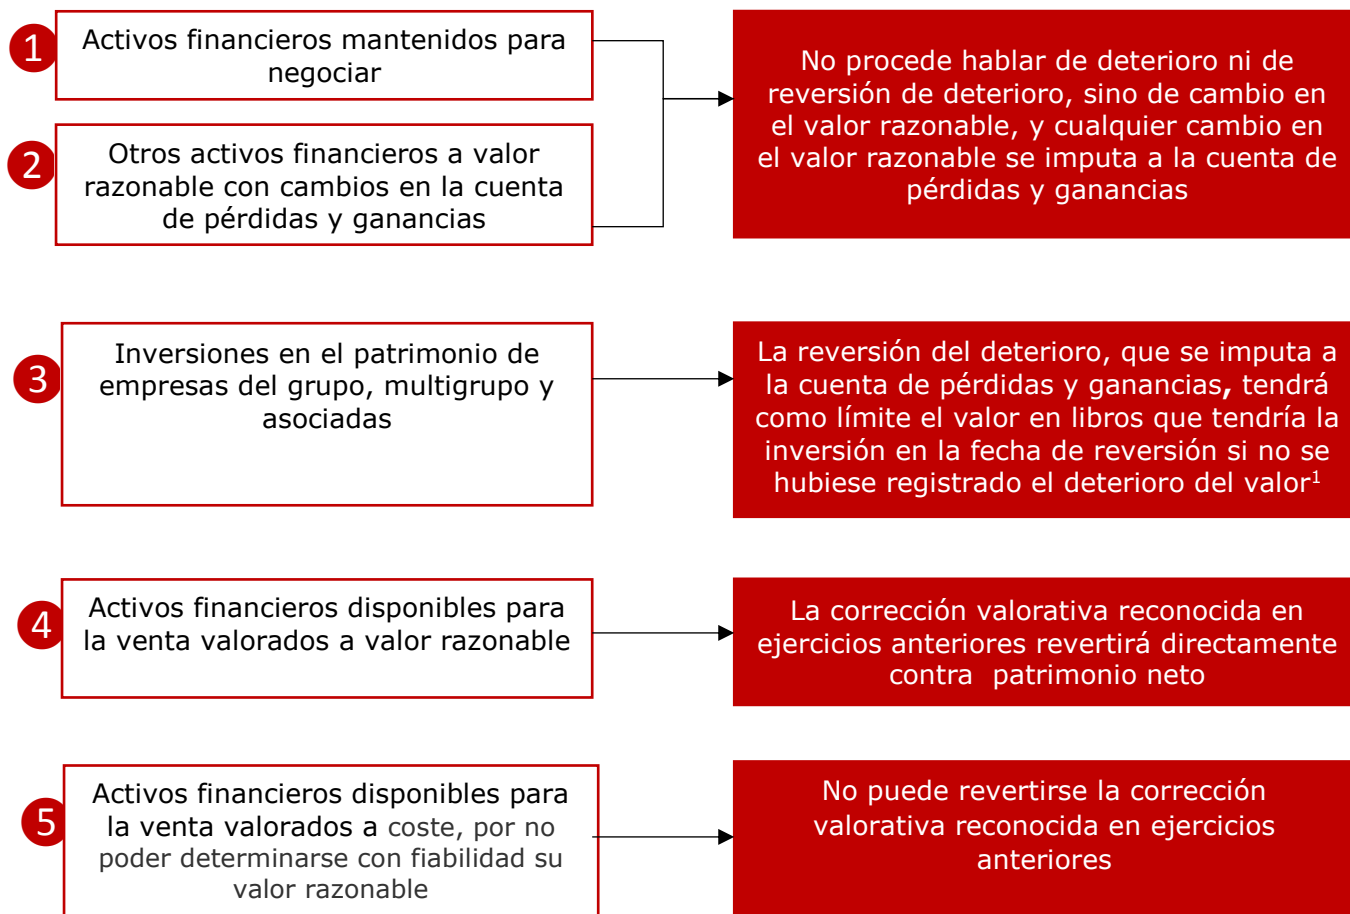 1
Activos financieros mantenidos para
negociar
2
Otros activos financieros a valor
razonable con cambios en la cuenta
de pérdidas y ganancias
No procede hablar de deterioro ni de
reversión de deterioro, sino de cambio en
el valor razonable, y cualquier cambio en
el valor razonable se imputa a la cuenta de
pérdidas y ganancias
3
Inversiones en el patrimonio de
empresas del grupo, multigrupo y
asociadas
La reversión del deterioro, que se imputa a
la cuenta de pérdidas y ganancias, tendrá
como límite el valor en libros que tendría la
inversión en la fecha de reversión si no se
hubiese registrado el deterioro del valor¹
4
Activos financieros disponibles para
la venta valorados a valor razonable
La corrección valorativa reconocida en
ejercicios anteriores revertirá directamente
contra patrimonio neto
5
Activos financieros disponibles para
la venta valorados a coste, por no
poder determinarse con fiabilidad su
valor razonable
No puede revertirse la corrección
valorativa reconocida en ejercicios
anteriores